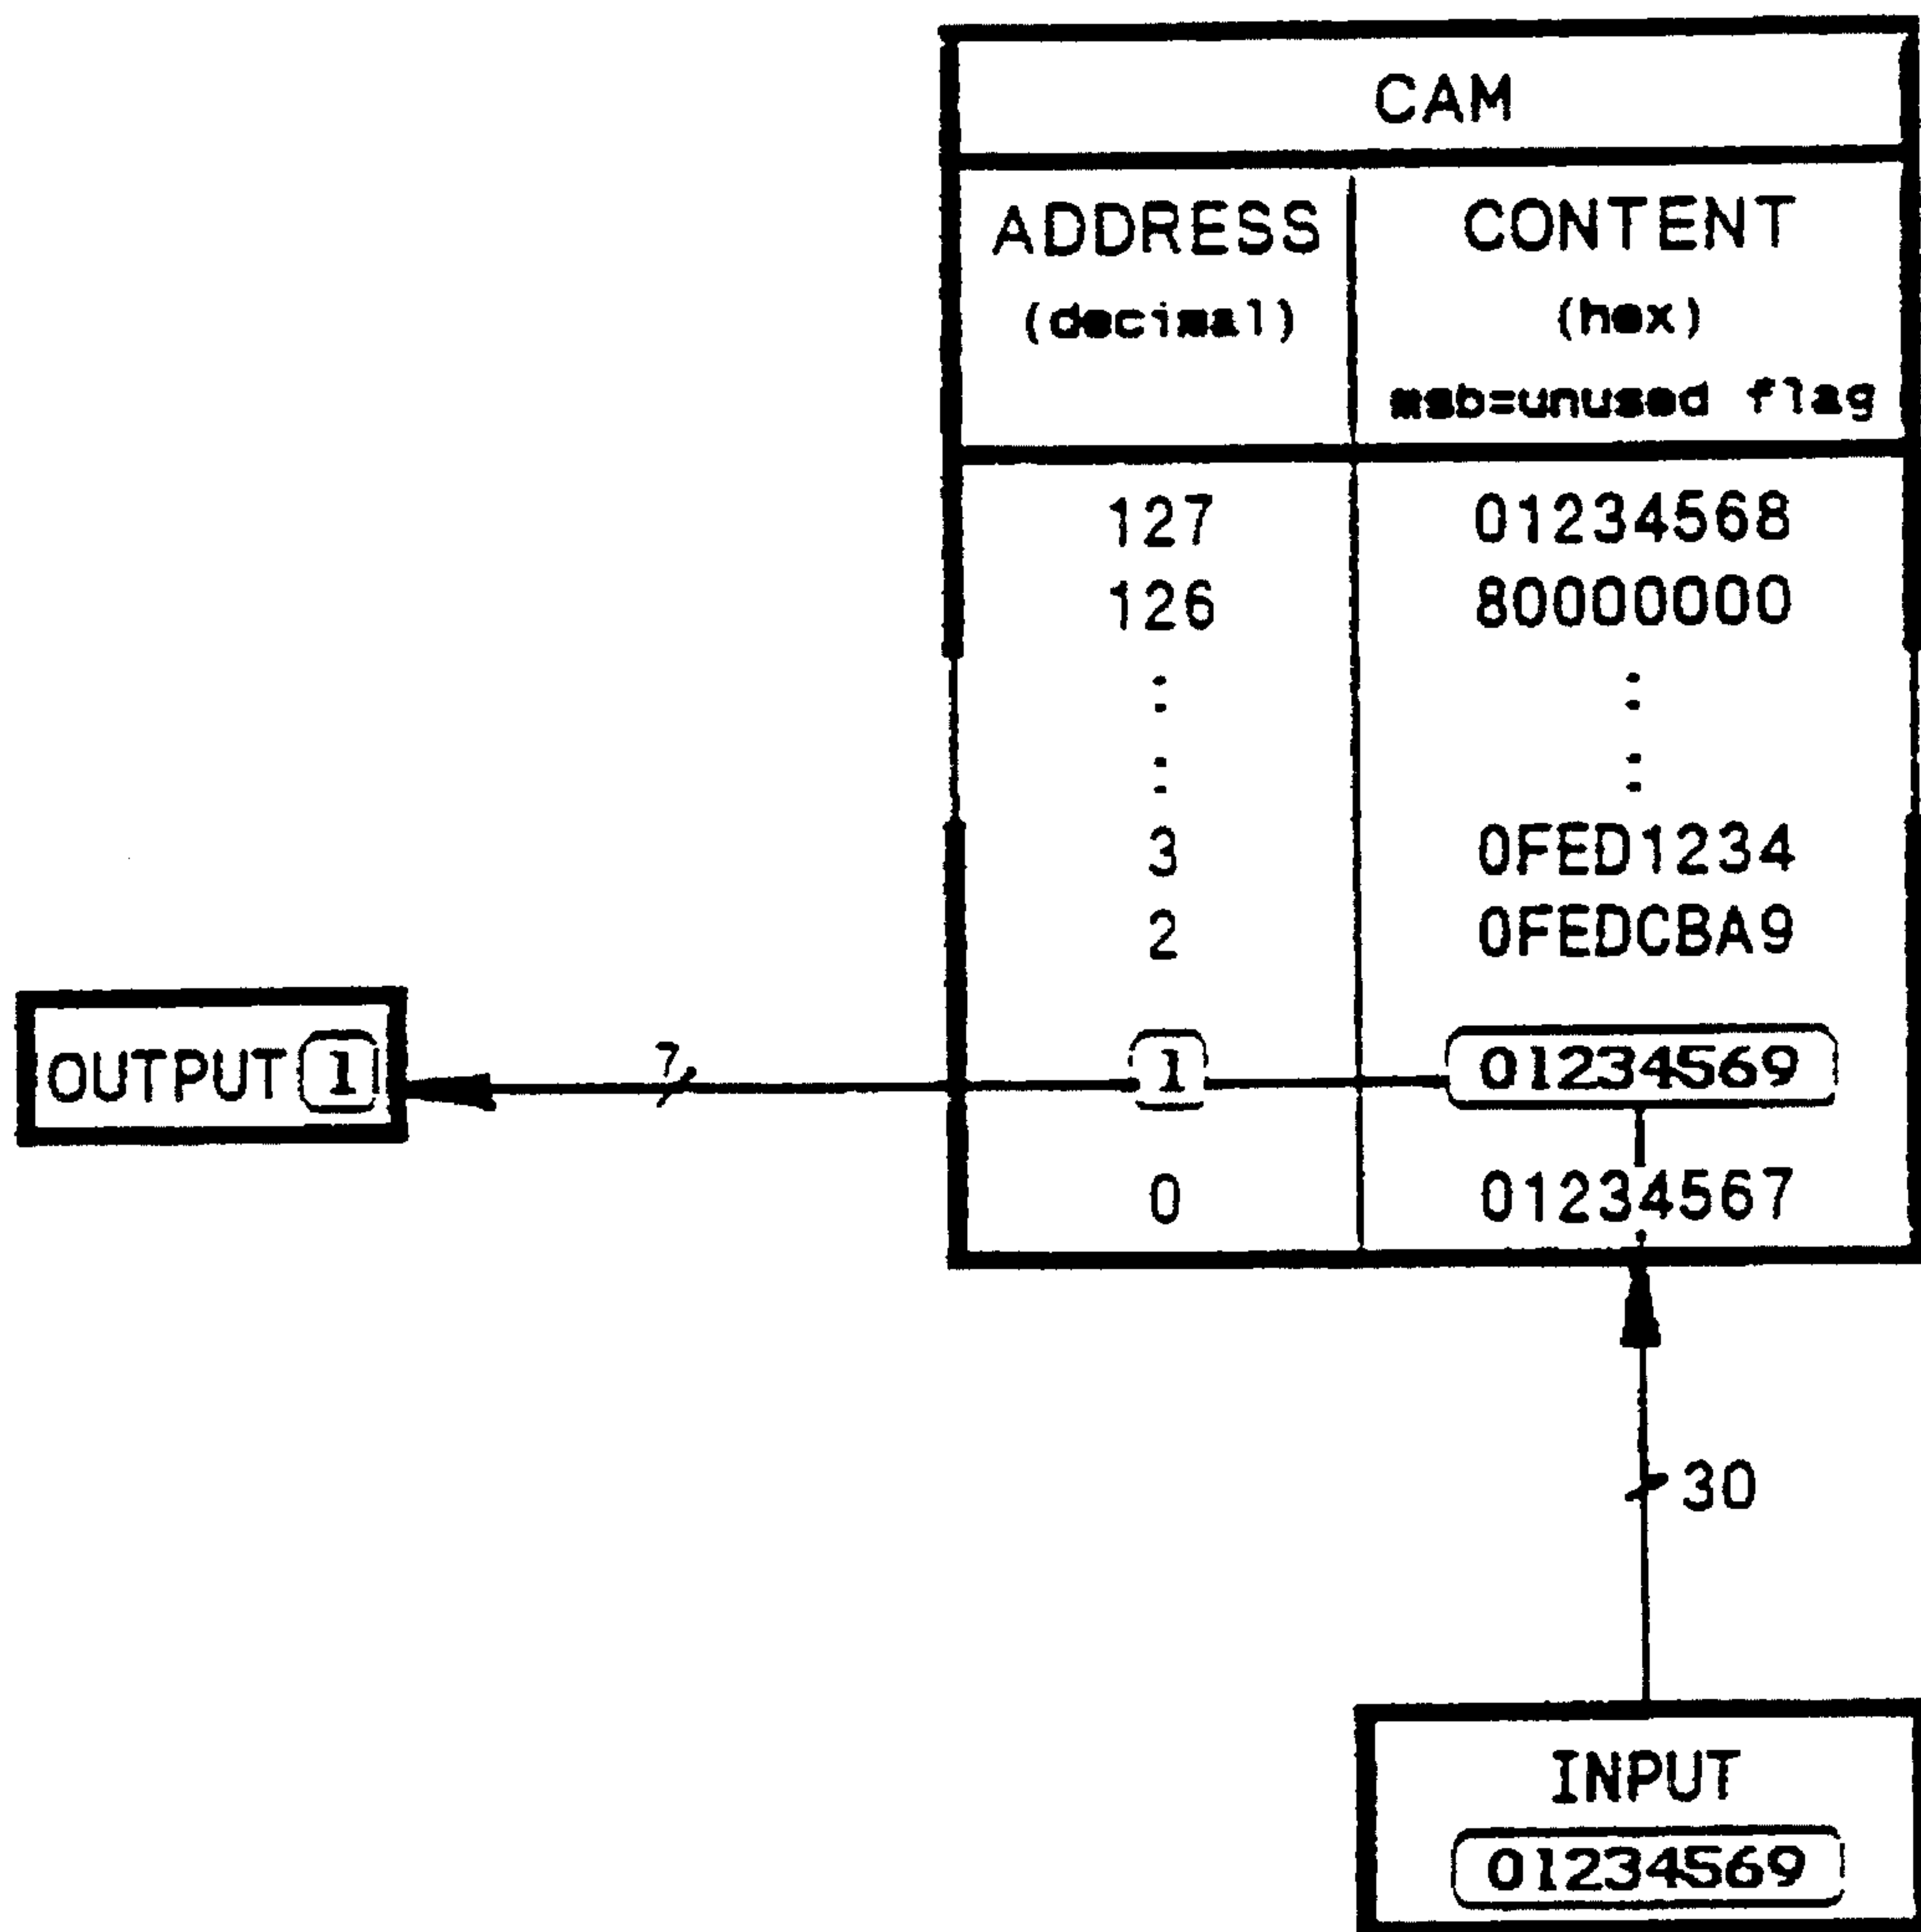 CAM
ADDRESS CONTENT
(decimal) (hex)
msb=unused flag
127 01234568
126 80000000
: :
: :
3 0FED1234
2 0FEDCBA9
OUTPUT 1 7 1 01234569
0 01234567
30
INPUT
01234569